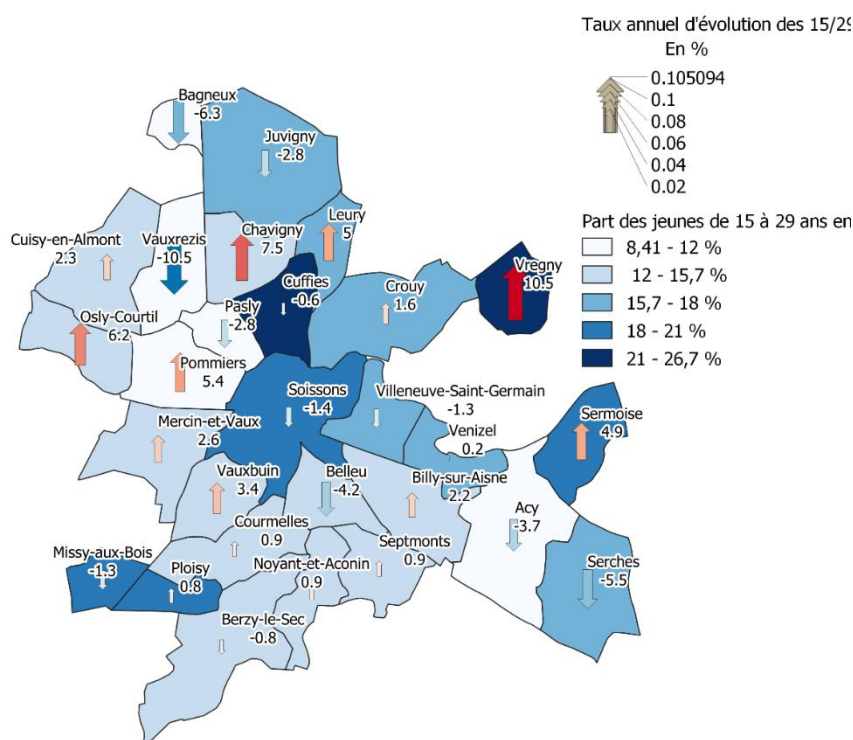 Taux annuel d'évolution des 15/29
En %
0.105094
0.1
0.08
0.06
0.04
0.02
Part des jeunes de 15 à 29 ans en
8,41 - 12 %
12 - 15,7 %
15,7 - 18 %
18 - 21 %
21 - 26,7 %
Bagneux
-6.3
Juvigny
-2.8
Cuisy-en-Almont
2.3
Vauxrezis
-10.5
Chavigny
7.5
Leury
5
Cuffies
-0.6
Crouy
1.6
Vregny
10.5
Osly-Courtil
6.2
Pasly
-2.8
Pommiers
5.4
Soissons
-1.4
Villeneuve-Saint-Germain
-1.3
Venizel
0.2
Sermoise
4.9
Mercin-et-Vaux
2.6
Vauxbuin
3.4
Belleu
-4.2
Billy-sur-Aisne
2.2
Acy
-3.7
Courmelles
0.9
Septmonts
0.9
Missy-aux-Bois
-1.3
Ploisy
0.8
Noyant-et-Aconin
0.9
Serches
-5.5
Berzy-le-Sec
-0.8